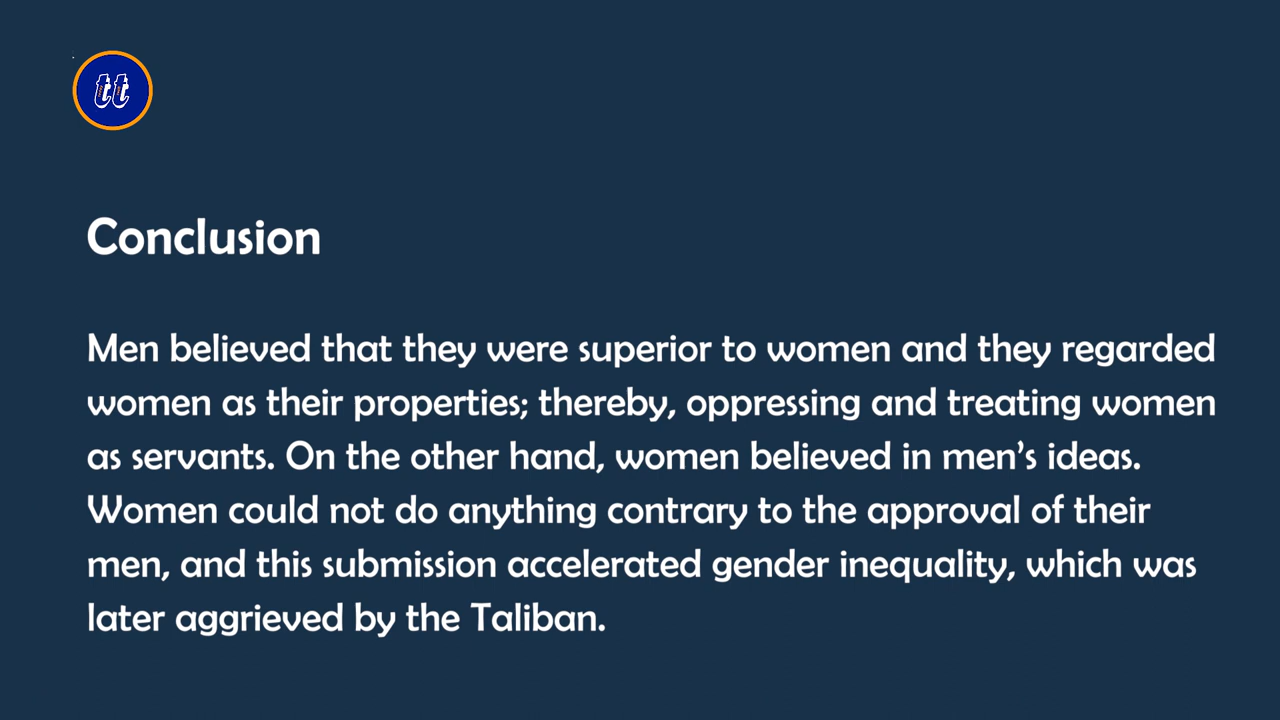 tt
Conclusion
Men believed that they were superior to women and they regarded
women as their properties; thereby, oppressing and treating women
as servants. On the other hand, women believed in men’s ideas.
Women could not do anything contrary to the approval of their
men, and this submission accelerated gender inequality, which was
later aggrieved by the Taliban.